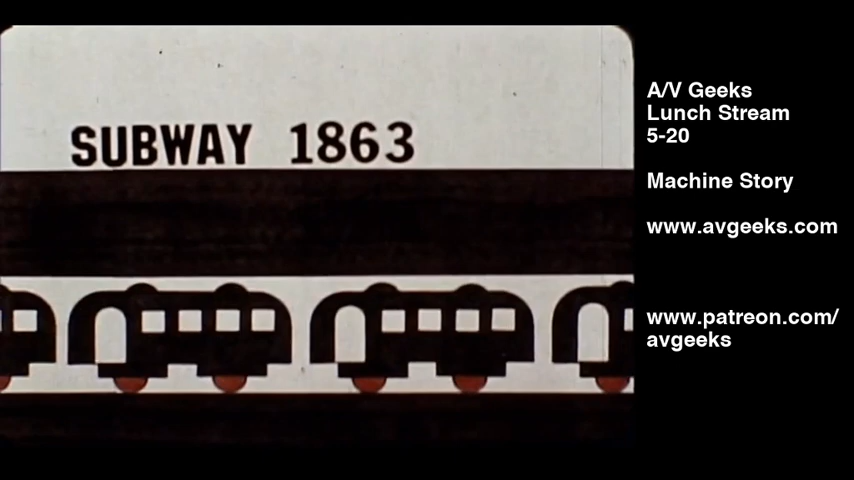 SUBWAY 1863
A/V Geeks
Lunch Stream
5-20
Machine Story
www.avgeeks.com
www.patreon.com/
avgeeks